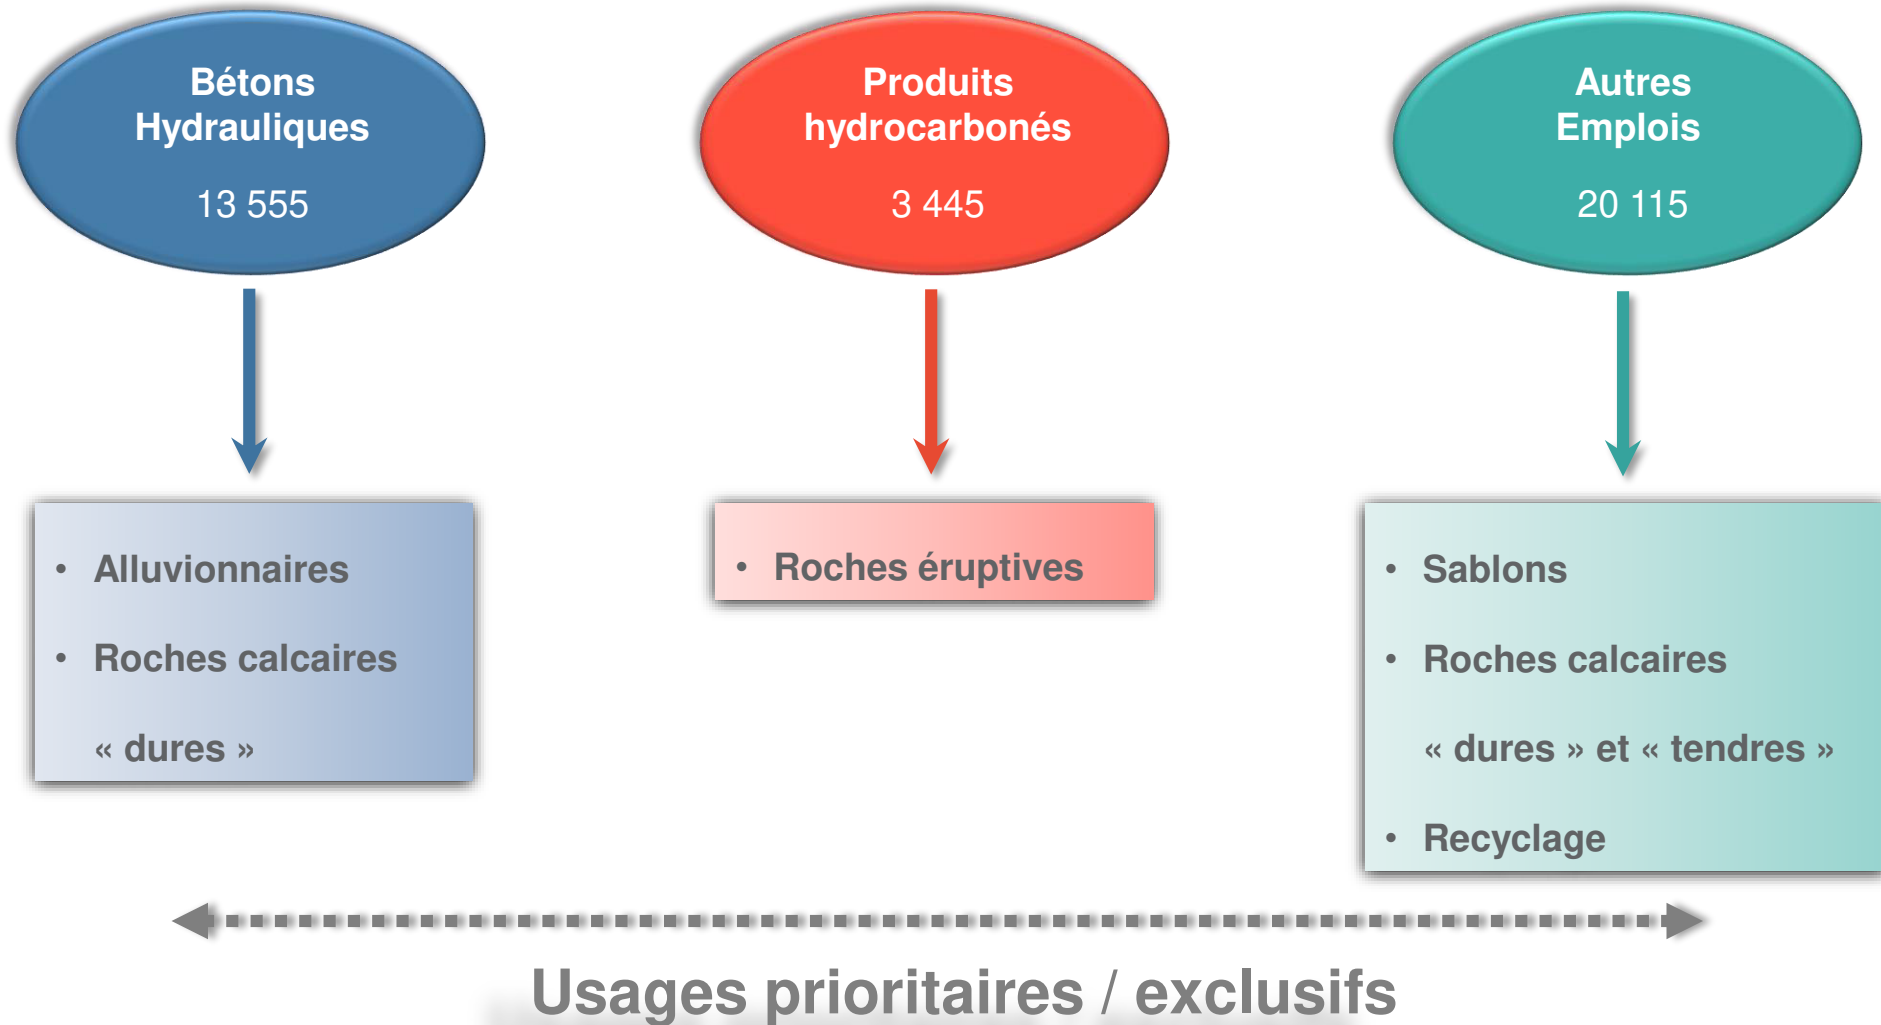 Bétons
Hydrauliques
13 555
Produits
hydrocarbonés
3 445
Autres
Emplois
20 115
• Alluvionnaires
• Roches calcaires
« dures »
• Roches éruptives
• Sablons
• Roches calcaires
« dures » et « tendres »
• Recyclage
Usages prioritaires / exclusifs